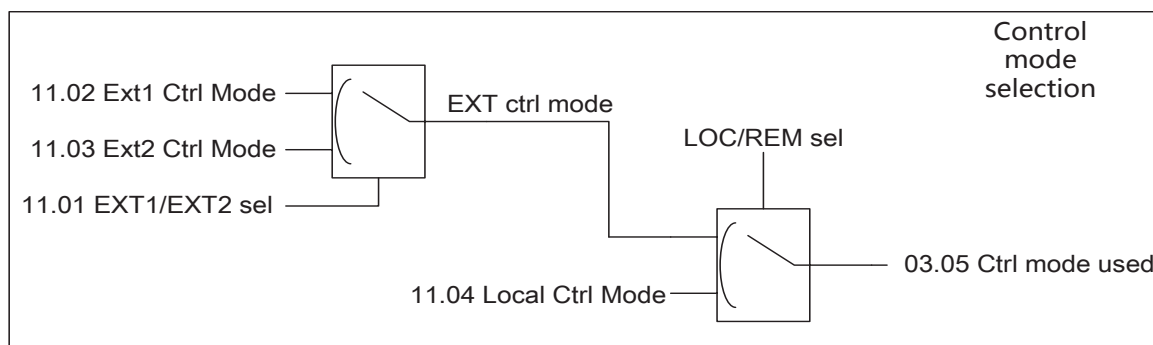 Control
mode
selection
11.02 Ext1 Ctrl Mode
EXT ctrl mode
11.03 Ext2 Ctrl Mode
LOC/REM sel
11.01 EXT1/EXT2 sel
03.05 Ctrl mode used
11.04 Local Ctrl Mode